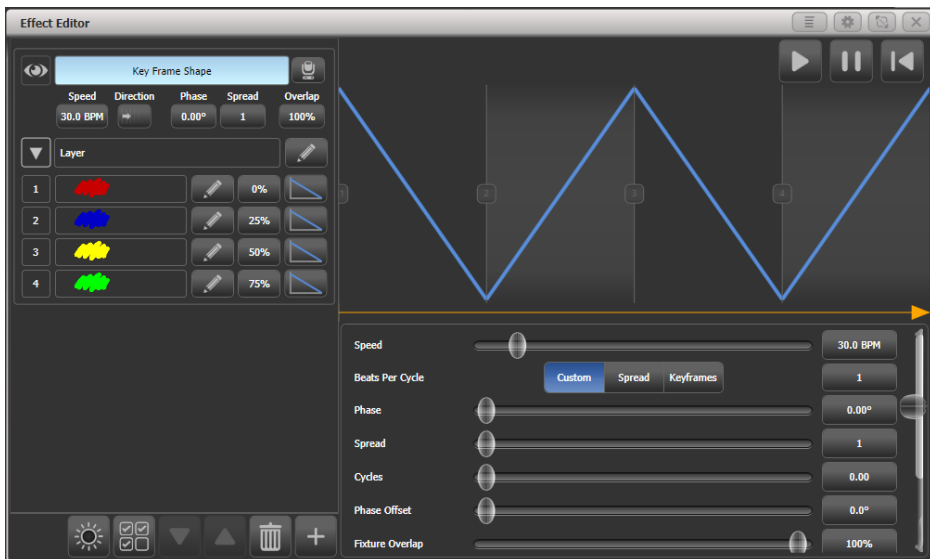 Effect Editor
Key Frame Shape
Speed Direction Phase Spread Overlap
30.0 BPM 0.00° 1 100%
Layer
1 0%
2 25%
3 50%
4 75%
1 2 3 4
Speed 30.0 BPM
Beats Per Cycle Custom Spread Keyframes 1
Phase 0.00°
Spread 1
Cycles 0.00
Phase Offset 0.0°
Fixture Overlap 100%